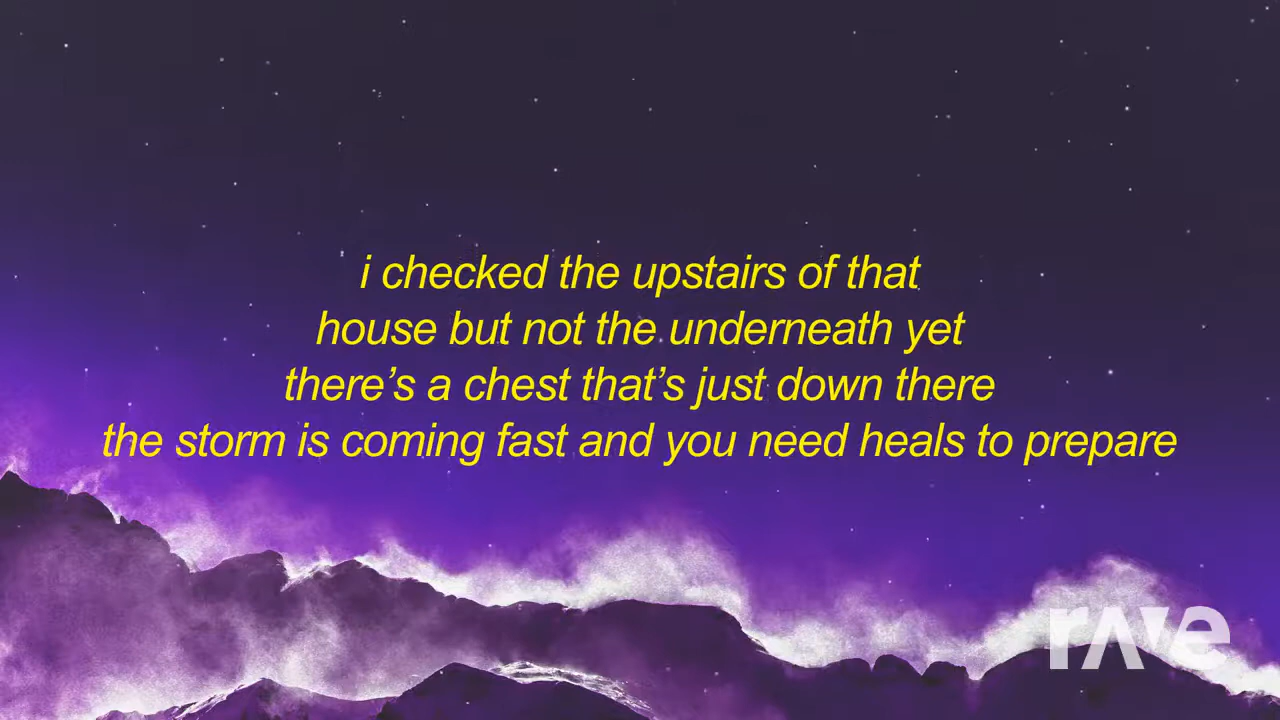 i checked the upstairs of that
house but not the underneath yet
there’s a chest that’s just down there
the storm is coming fast and you need heals to prepare
rave